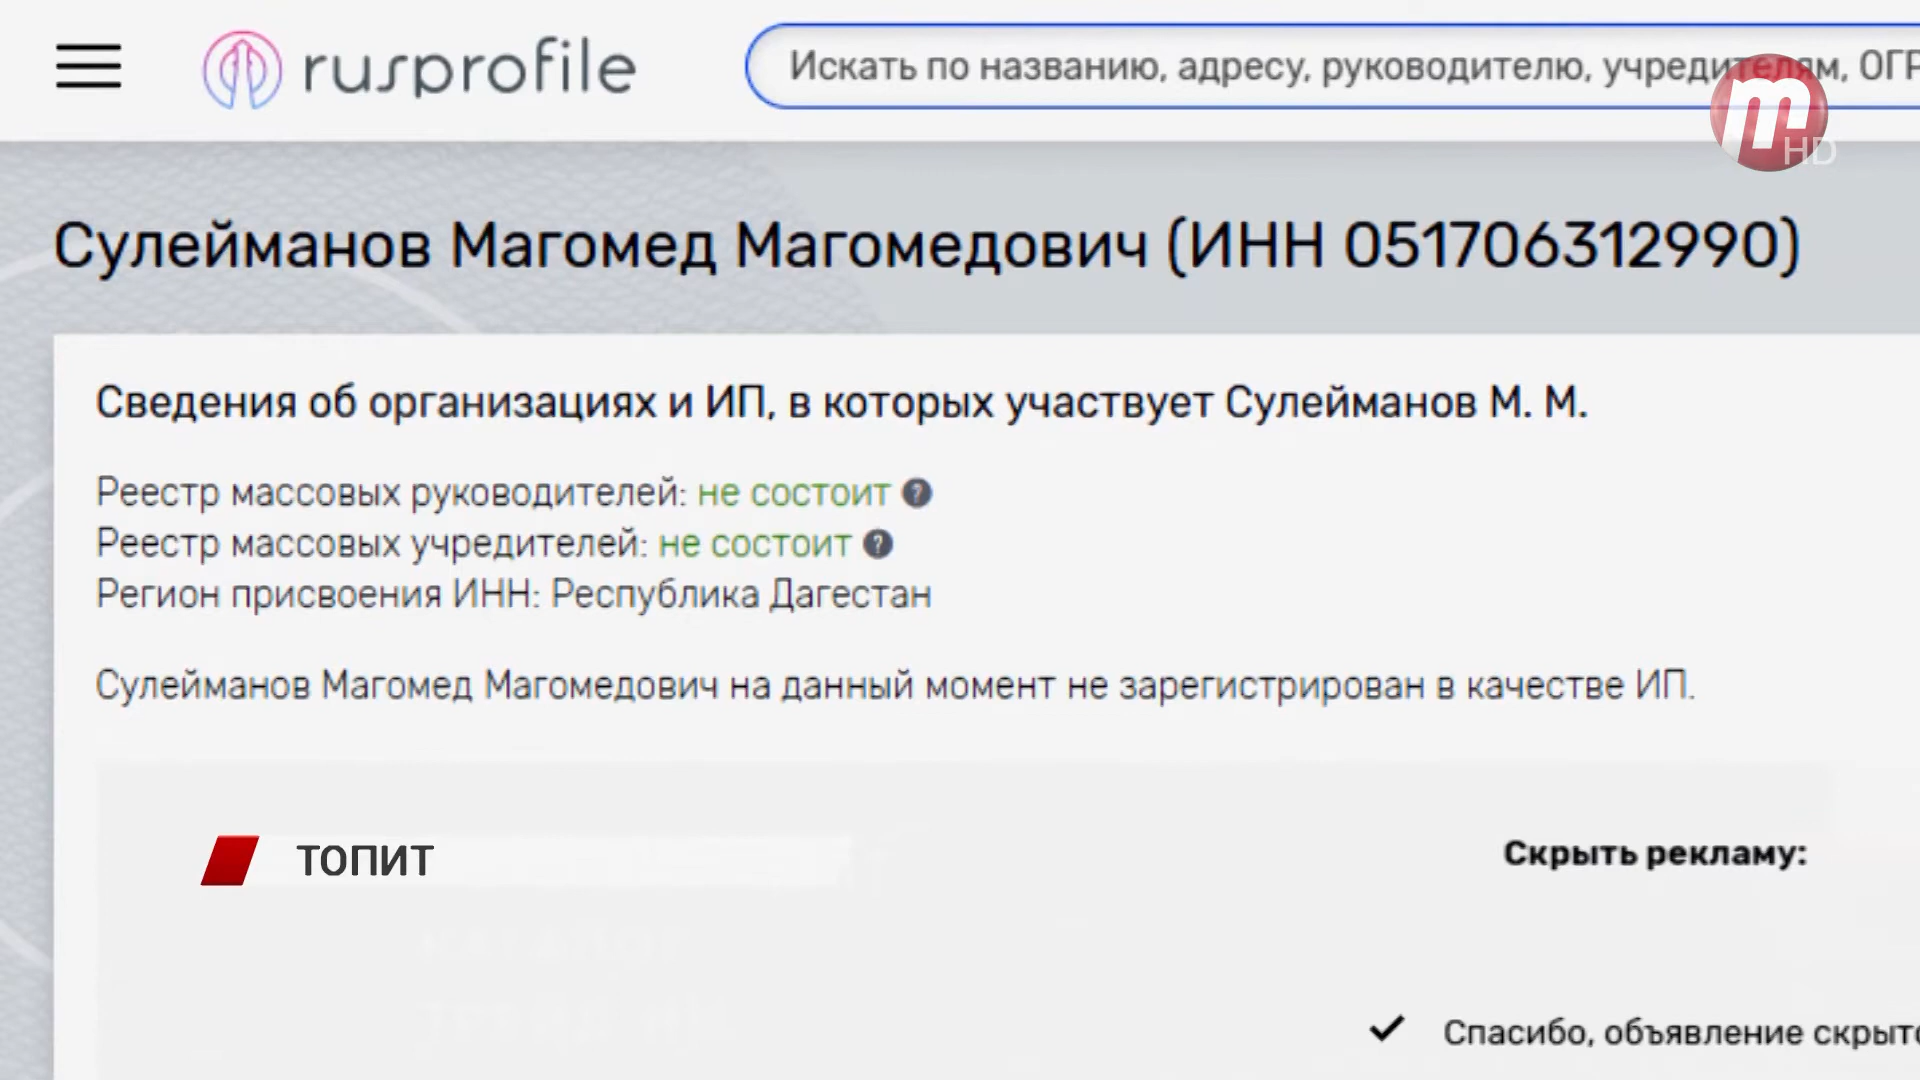 rusprofile
Искать по названию, адресу, руководителю, учредителям, ОГР
m HD
Сулейманов Магомед Магомедович (ИНН 051706312990)
Сведения об организациях и ИП, в которых участвует Сулейманов М. М.
Реестр массовых руководителей: не состоит ?
Реестр массовых учредителей: не состоит ?
Регион присвоения ИНН: Республика Дагестан
Сулейманов Магомед Магомедович на данный момент не зарегистрирован в качестве ИП.
ТОПИТ
Скрыть рекламу:
Спасибо, объявление скрыто